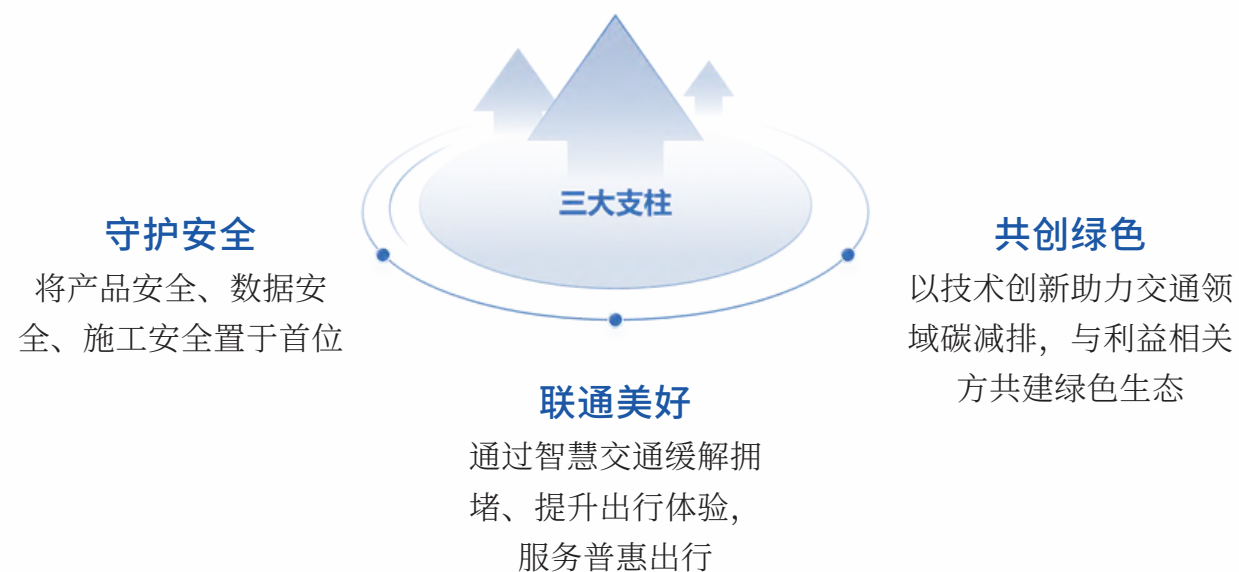 三大支柱
守护安全
将产品安全、数据安
全、施工安全置于首位
联通美好
通过智慧交通缓解拥
堵、提升出行体验，
服务普惠出行
共创绿色
以技术创新助力交通领
域碳减排，与利益相关
方共建绿色生态